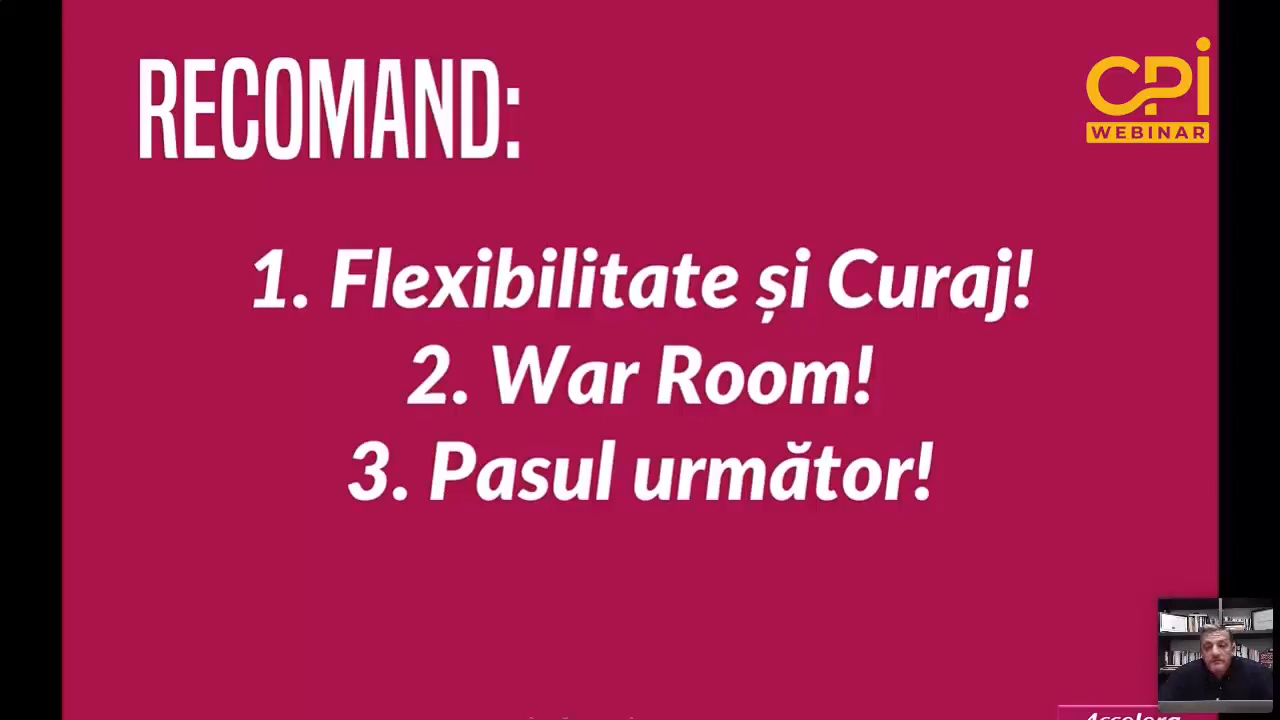 RECOMAND:
CPi
WEBINAR
1. Flexibilitate și Curaj!
2. War Room!
3. Pasul următor!